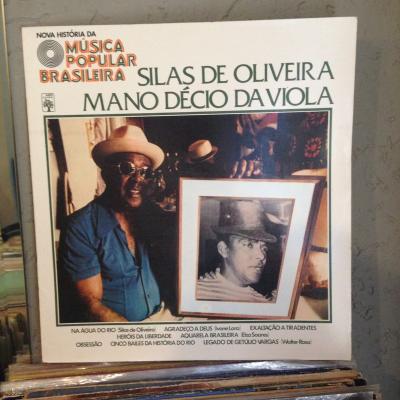 NOVA HISTÓRIA DA
MÚSICA
POPULAR
BRASILEIRA
SILAS DE OLIVEIRA
MANO DÉCIO DA VIOLA
NA ÁGUA DO RIO (Silas de Oliveira) AGRADEÇO A DEUS (Ivone Lara) EXALTAÇÃO A TIRADENTES
HERÓIS DA LIBERDADE AQUARELA BRASILEIRA (Elza Soares)
OBSESSÃO CINCO BAILES DA HISTÓRIA DO RIO LEGADO DE GETÚLIO VARGAS (Walter Rosa)